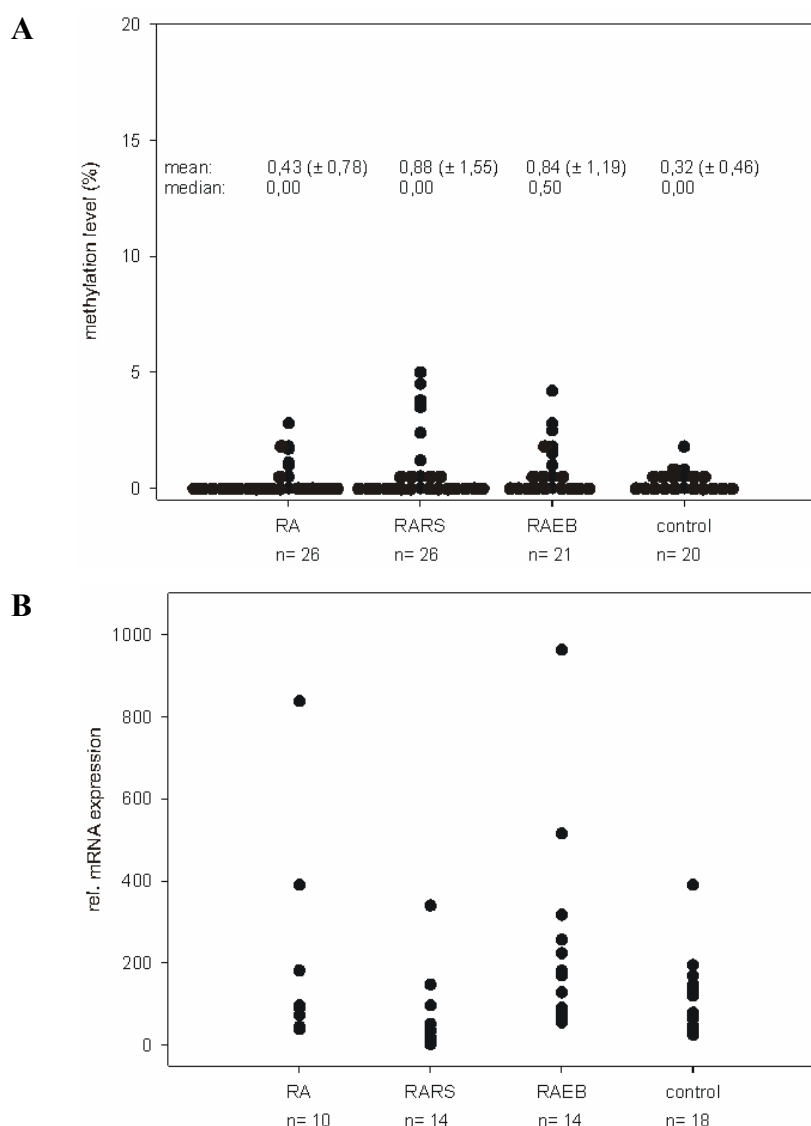 A
20
15
10
5
0
methylation level (%)
mean: 0,43 (± 0,78) 0,88 (± 1,55) 0,84 (± 1,19) 0,32 (± 0,46)
median: 0,00 0,00 0,50 0,00
RA RARS RAEB control
n= 26 n= 26 n= 21 n= 20
B
1000
800
600
400
200
0
rel. mRNA expression
RA RARS RAEB control
n= 10 n= 14 n= 14 n= 18